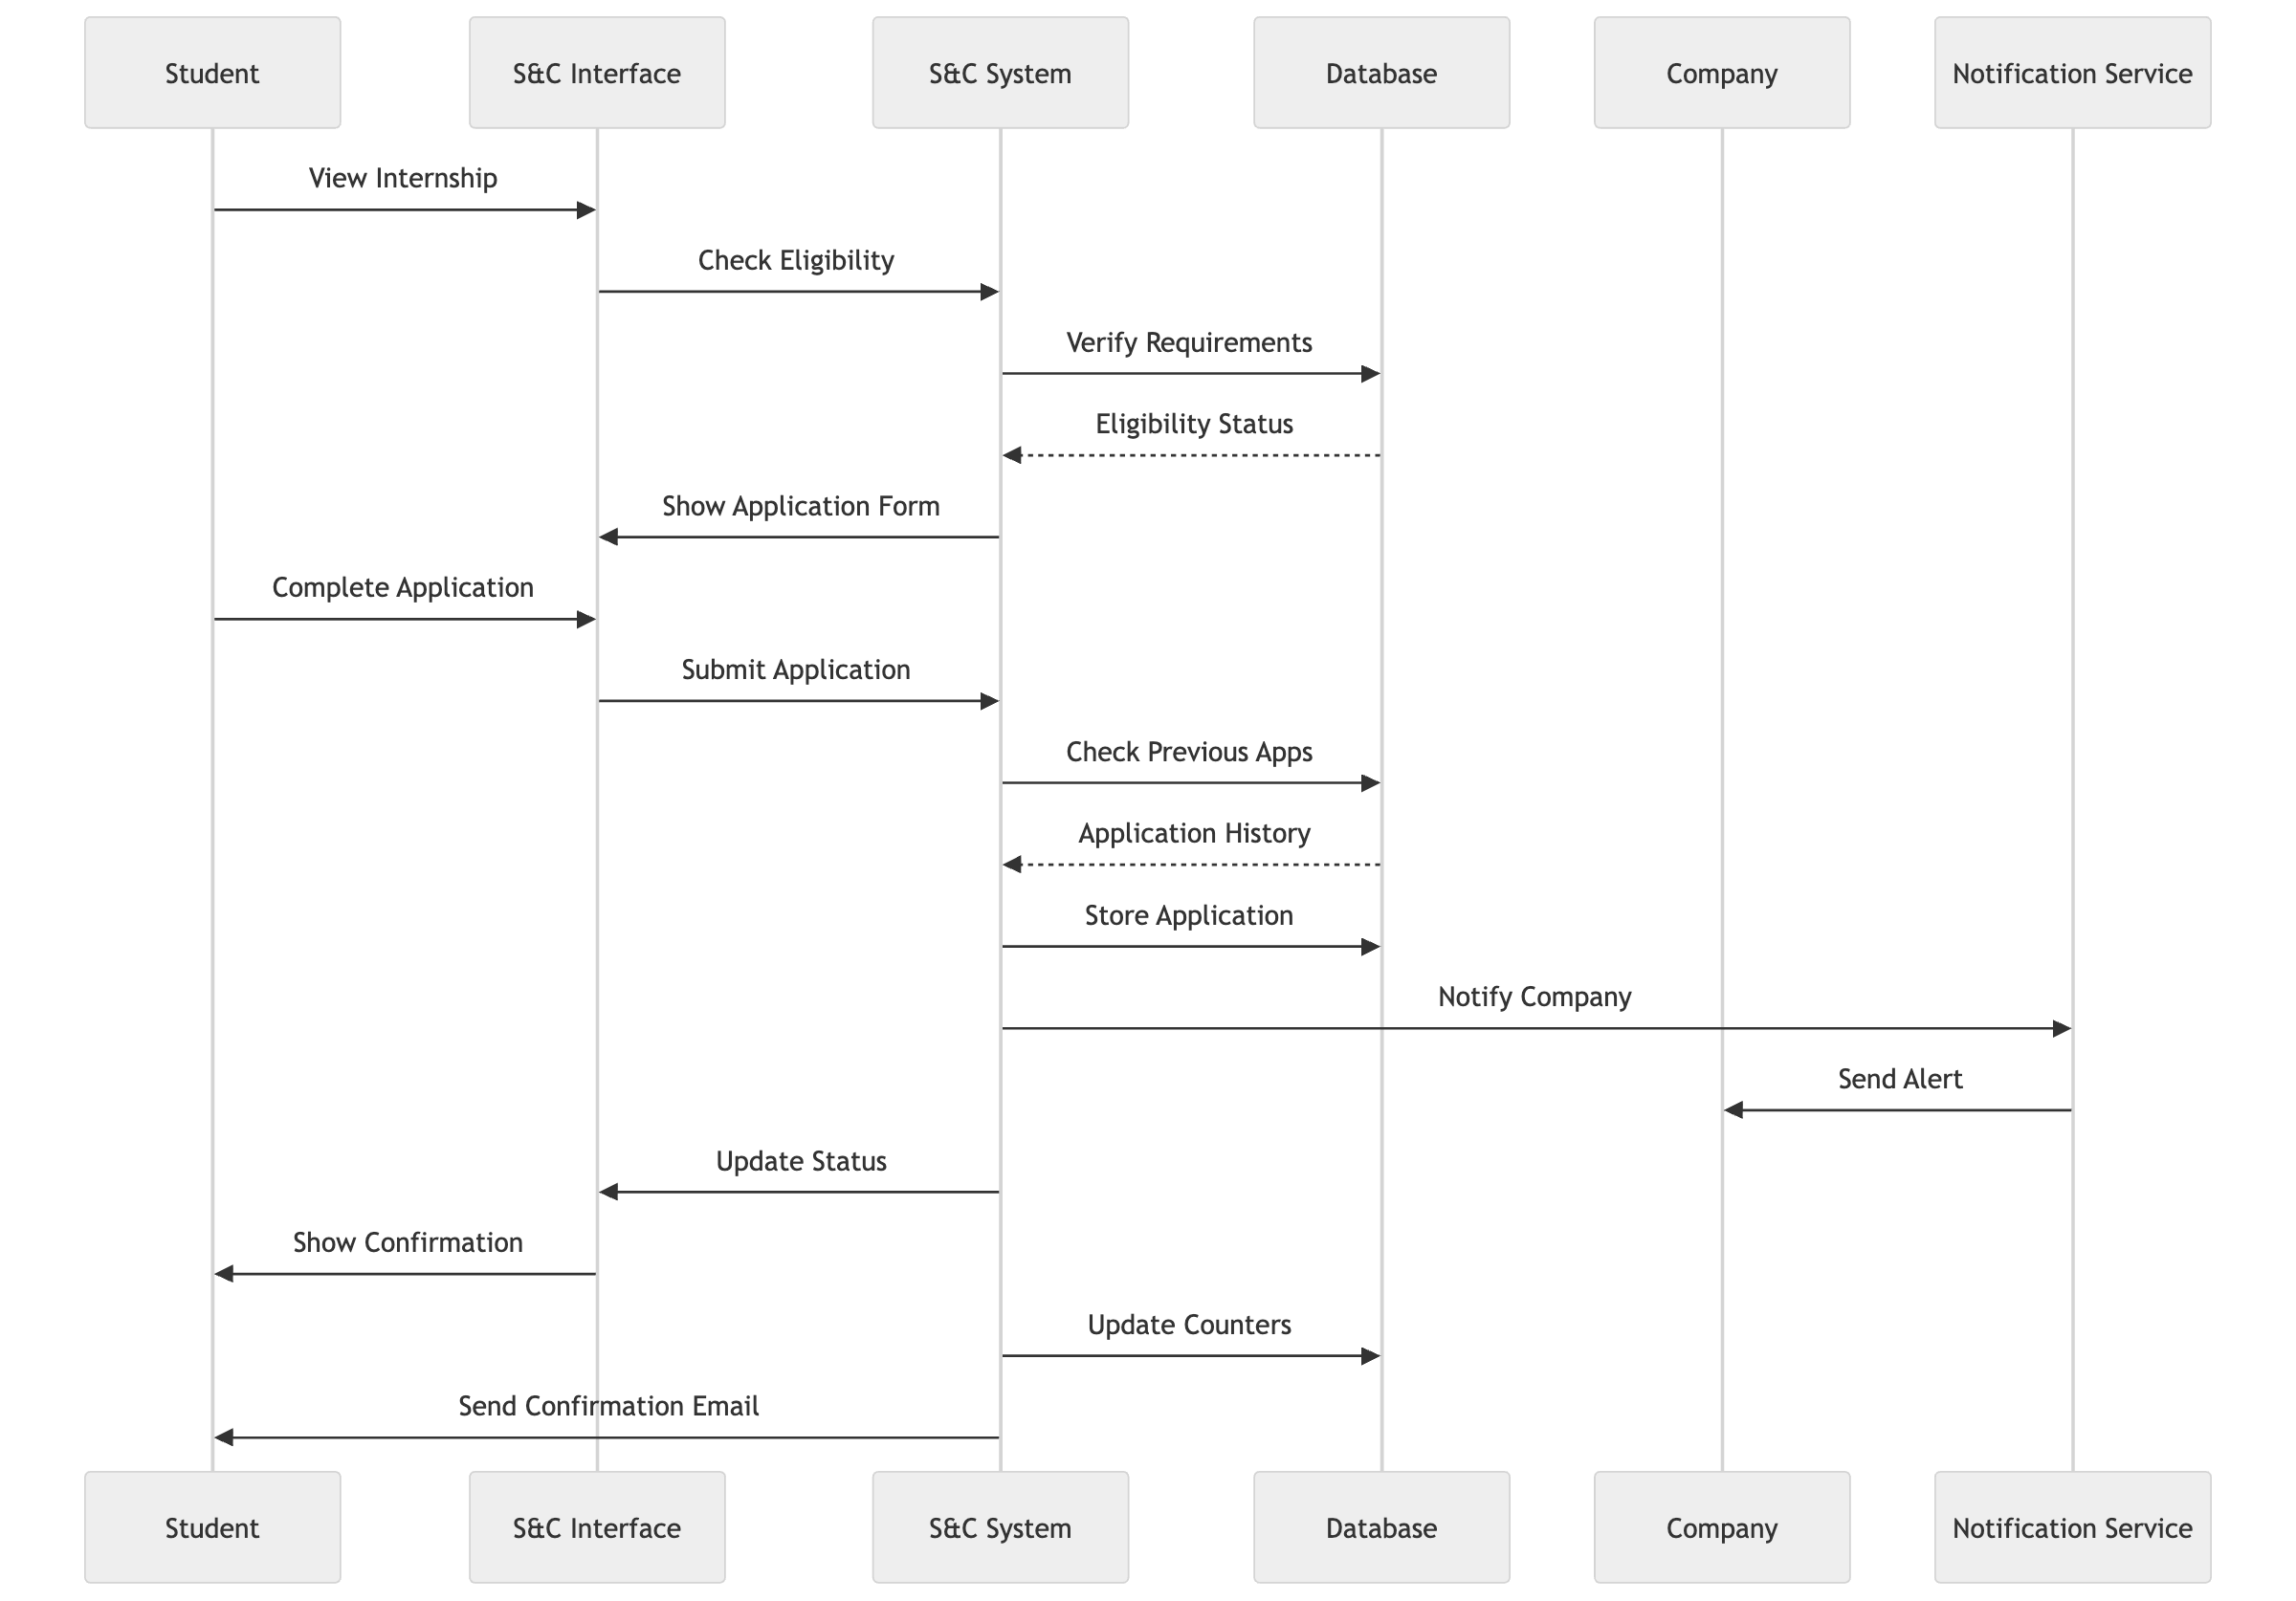 Student
S&C Interface
S&C System
Database
Company
Notification Service
View Internship
Check Eligibility
Verify Requirements
Eligibility Status
Show Application Form
Complete Application
Submit Application
Check Previous Apps
Application History
Store Application
Notify Company
Send Alert
Update Status
Show Confirmation
Update Counters
Send Confirmation Email
Student
S&C Interface
S&C System
Database
Company
Notification Service